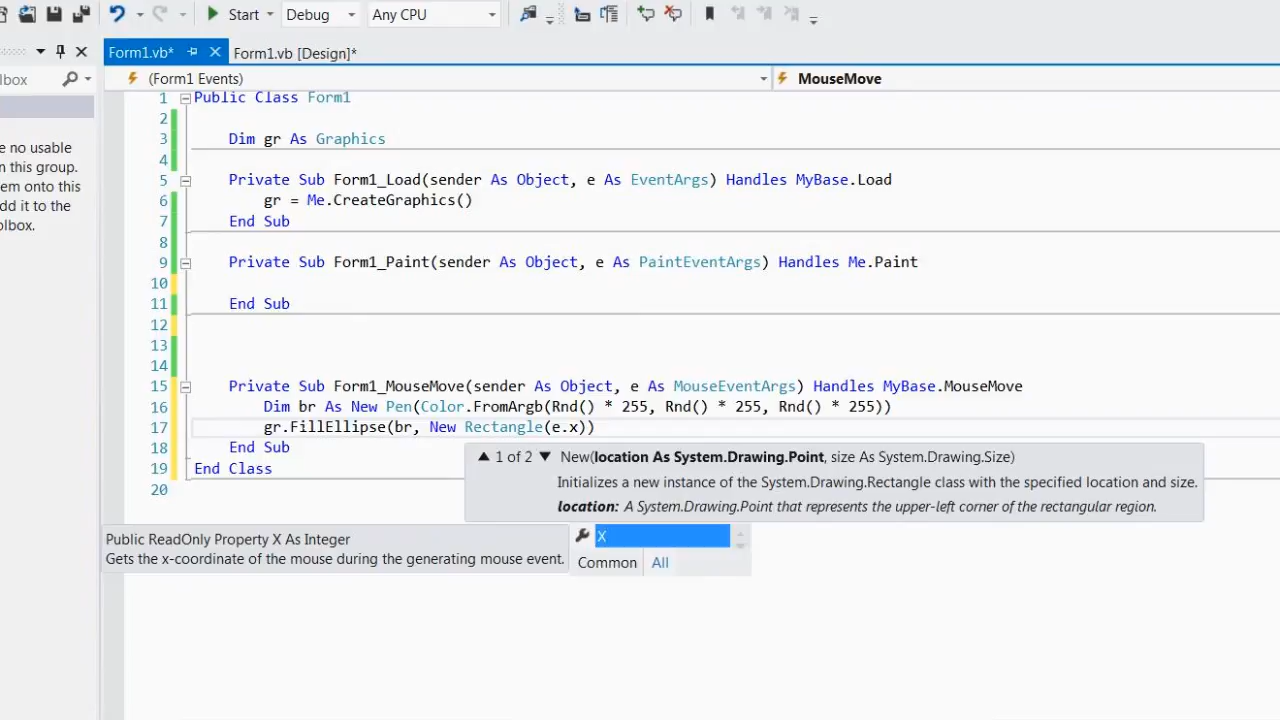 Start Debug Any CPU
Form1.vb* Form1.vb [Design]*
lbox
(Form1 Events) MouseMove
e no usable
n this group.
em onto this
dd it to the
olbox.
1 Public Class Form1
2
3 Dim gr As Graphics
4
5 Private Sub Form1_Load(sender As Object, e As EventArgs) Handles MyBase.Load
6 gr = Me.CreateGraphics()
7 End Sub
8
9 Private Sub Form1_Paint(sender As Object, e As PaintEventArgs) Handles Me.Paint
10
11 End Sub
12
13
14
15 Private Sub Form1_MouseMove(sender As Object, e As MouseEventArgs) Handles MyBase.MouseMove
16 Dim br As New Pen(Color.FromArgb(Rnd() * 255, Rnd() * 255, Rnd() * 255))
17 gr.FillEllipse(br, New Rectangle(e.x))
18 End Sub
19 End Class
20
▲ 1 of 2 ▼ New(location As System.Drawing.Point, size As System.Drawing.Size)
Initializes a new instance of the System.Drawing.Rectangle class with the specified location and size.
location: A System.Drawing.Point that represents the upper-left corner of the rectangular region.
Public ReadOnly Property X As Integer
Gets the x-coordinate of the mouse during the generating mouse event.
X
Common All